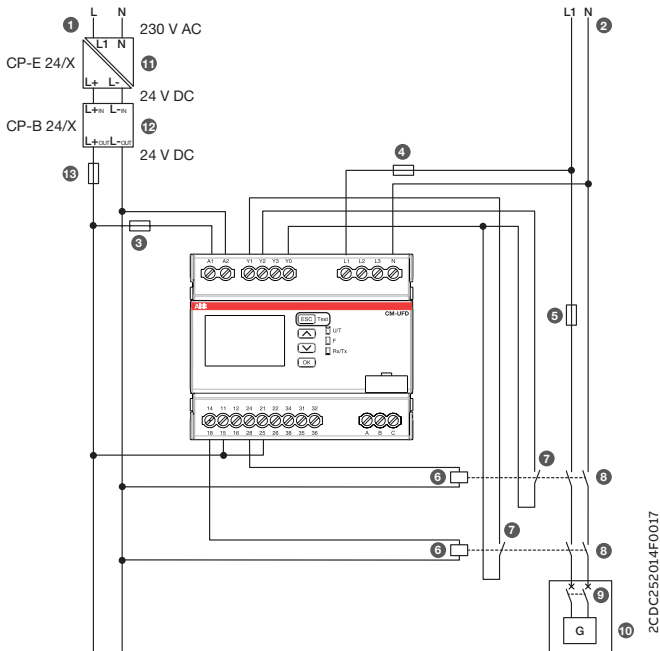 L N
L1 N
1
230 V AC
2
L1 N
CP-E 24/X
11
L+ L-
24 V DC
L+IN L-IN
CP-B 24/X
12
L+OUT L-OUT
24 V DC
13
4
3
A1 A2 Y1 Y2 Y3 Y0 L1 L2 L3 N
ABB
CM-UFD
ESC Test
U/T
F
Rx/Tx
OK
5
14 11 12 24 21 22 34 31 32
18 15 16 28 25 26 38 35 36 A B C
7
6
8
7
6
8
9
G
10
2CDC252014F0017